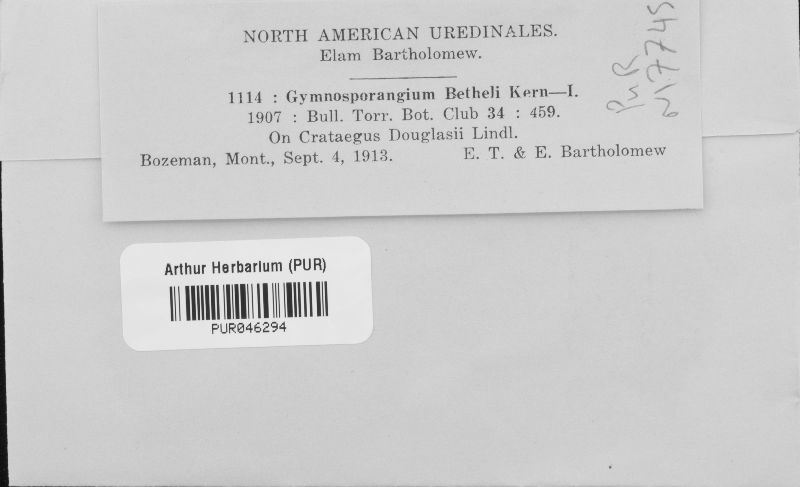 NORTH AMERICAN UREDINALES.
Elam Bartholomew.
1114 : Gymnosporangium Betheli Kern—I.
1907 : Bull. Torr. Bot. Club 34 : 459.
On Crataegus Douglasii Lindl.
Bozeman, Mont., Sept. 4, 1913. E. T. & E. Bartholomew
PUR
Arthur Herbarium (PUR)
PUR046294